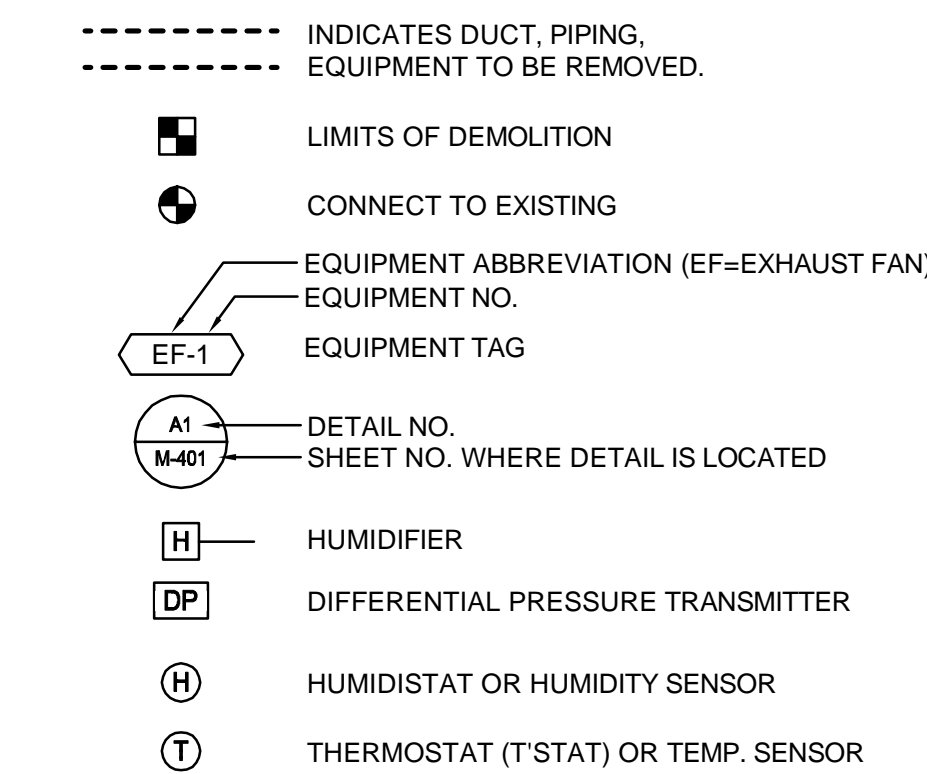 INDICATES DUCT, PIPING,
EQUIPMENT TO BE REMOVED.
LIMITS OF DEMOLITION
CONNECT TO EXISTING
EQUIPMENT ABBREVIATION (EF=EXHAUST FAN)
EQUIPMENT NO.
EF-1 EQUIPMENT TAG
A1 DETAIL NO.
M-401 SHEET NO. WHERE DETAIL IS LOCATED
H HUMIDIFIER
DP DIFFERENTIAL PRESSURE TRANSMITTER
H HUMIDISTAT OR HUMIDITY SENSOR
T THERMOSTAT (T'STAT) OR TEMP. SENSOR